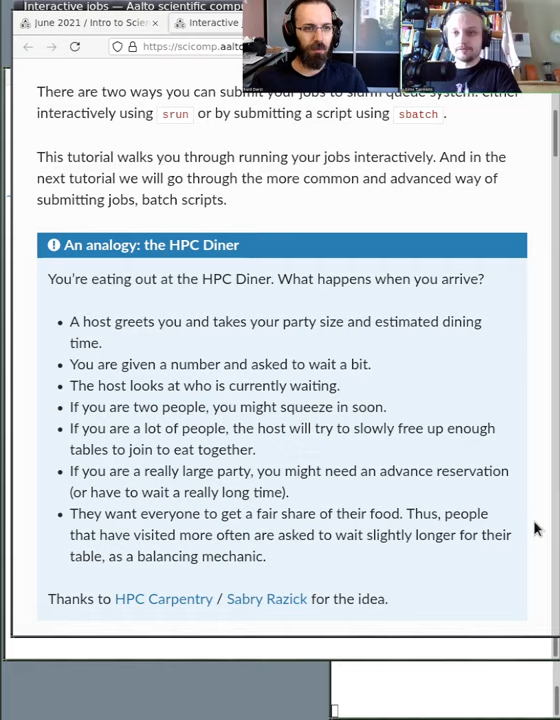 Interactive jobs — Aalto scientific comp
June 2021 / Intro to Scien
Interactive j
https://scicomp.aalto
There are two ways you can submit your jobs to slurm queue system: either
interactively using srun or by submitting a script using sbatch.
This tutorial walks you through running your jobs interactively. And in the
next tutorial we will go through the more common and advanced way of
submitting jobs, batch scripts.
An analogy: the HPC Diner
You're eating out at the HPC Diner. What happens when you arrive?
• A host greets you and takes your party size and estimated dining
time.
• You are given a number and asked to wait a bit.
• The host looks at who is currently waiting.
• If you are two people, you might squeeze in soon.
• If you are a lot of people, the host will try to slowly free up enough
tables to join to eat together.
• If you are a really large party, you might need an advance reservation
(or have to wait a really long time).
• They want everyone to get a fair share of their food. Thus, people
that have visited more often are asked to wait slightly longer for their
table, as a balancing mechanic.
Thanks to HPC Carpentry / Sabry Razick for the idea.